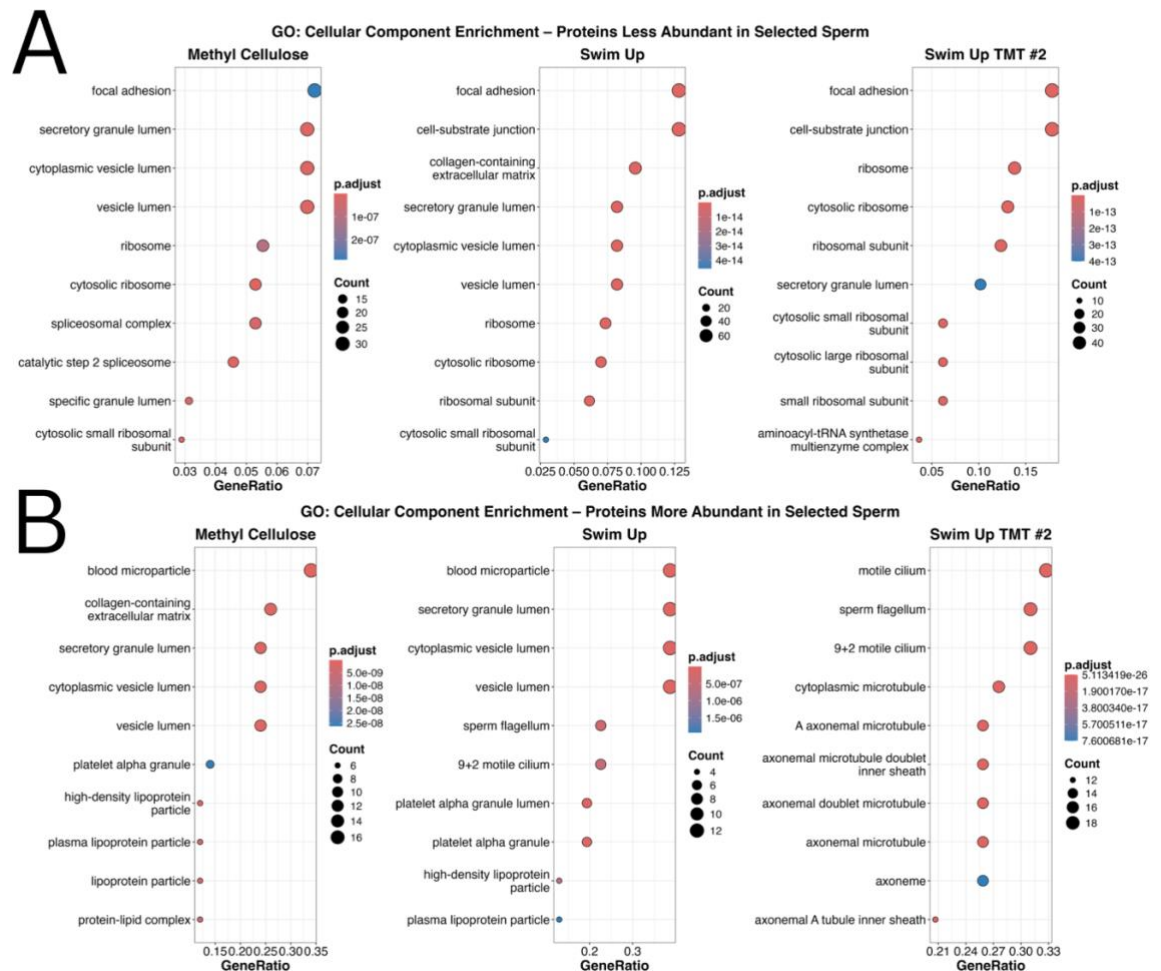 A
GO: Cellular Component Enrichment – Proteins Less Abundant in Selected Sperm
Methyl Cellulose
focal adhesion
secretory granule lumen
cytoplasmic vesicle lumen
vesicle lumen
ribosome
cytosolic ribosome
spliceosomal complex
catalytic step 2 spliceosome
specific granule lumen
cytosolic small ribosomal
subunit
0.03 0.04 0.05 0.06 0.07
GeneRatio
p.adjust
1e-07
2e-07
Count
15
20
25
30
Swim Up
focal adhesion
cell-substrate junction
collagen-containing
extracellular matrix
secretory granule lumen
cytoplasmic vesicle lumen
vesicle lumen
ribosome
cytosolic ribosome
ribosomal subunit
cytosolic small ribosomal
subunit
0.025 0.050 0.075 0.100 0.125
GeneRatio
p.adjust
1e-14
2e-14
3e-14
4e-14
Count
20
40
60
Swim Up TMT #2
focal adhesion
cell-substrate junction
ribosome
cytosolic ribosome
ribosomal subunit
secretory granule lumen
cytosolic small ribosomal
subunit
cytosolic large ribosomal
subunit
small ribosomal subunit
aminoacyl-tRNA synthetase
multienzyme complex
0.05 0.10 0.15
GeneRatio
p.adjust
1e-13
2e-13
3e-13
4e-13
Count
10
20
30
40
B
GO: Cellular Component Enrichment – Proteins More Abundant in Selected Sperm
Methyl Cellulose
blood microparticle
collagen-containing
extracellular matrix
secretory granule lumen
cytoplasmic vesicle lumen
vesicle lumen
platelet alpha granule
high-density lipoprotein
particle
plasma lipoprotein particle
lipoprotein particle
protein-lipid complex
0.15 0.20 0.25 0.30 0.35
GeneRatio
p.adjust
5.0e-09
1.0e-08
1.5e-08
2.0e-08
2.5e-08
Count
6
8
10
12
14
16
Swim Up
blood microparticle
secretory granule lumen
cytoplasmic vesicle lumen
vesicle lumen
sperm flagellum
9+2 motile cilium
platelet alpha granule lumen
platelet alpha granule
high-density lipoprotein
particle
plasma lipoprotein particle
0.2 0.3
GeneRatio
p.adjust
5.0e-07
1.0e-06
1.5e-06
Count
4
6
8
10
12
Swim Up TMT #2
motile cilium
sperm flagellum
9+2 motile cilium
cytoplasmic microtubule
A axonemal microtubule
axonemal microtubule doublet
inner sheath
axonemal doublet microtubule
axonemal microtubule
axoneme
axonemal A tubule inner sheath
0.21 0.24 0.27 0.30 0.33
GeneRatio
p.adjust
5.113419e-26
1.900170e-17
3.800340e-17
5.700511e-17
7.600681e-17
Count
12
14
16
18